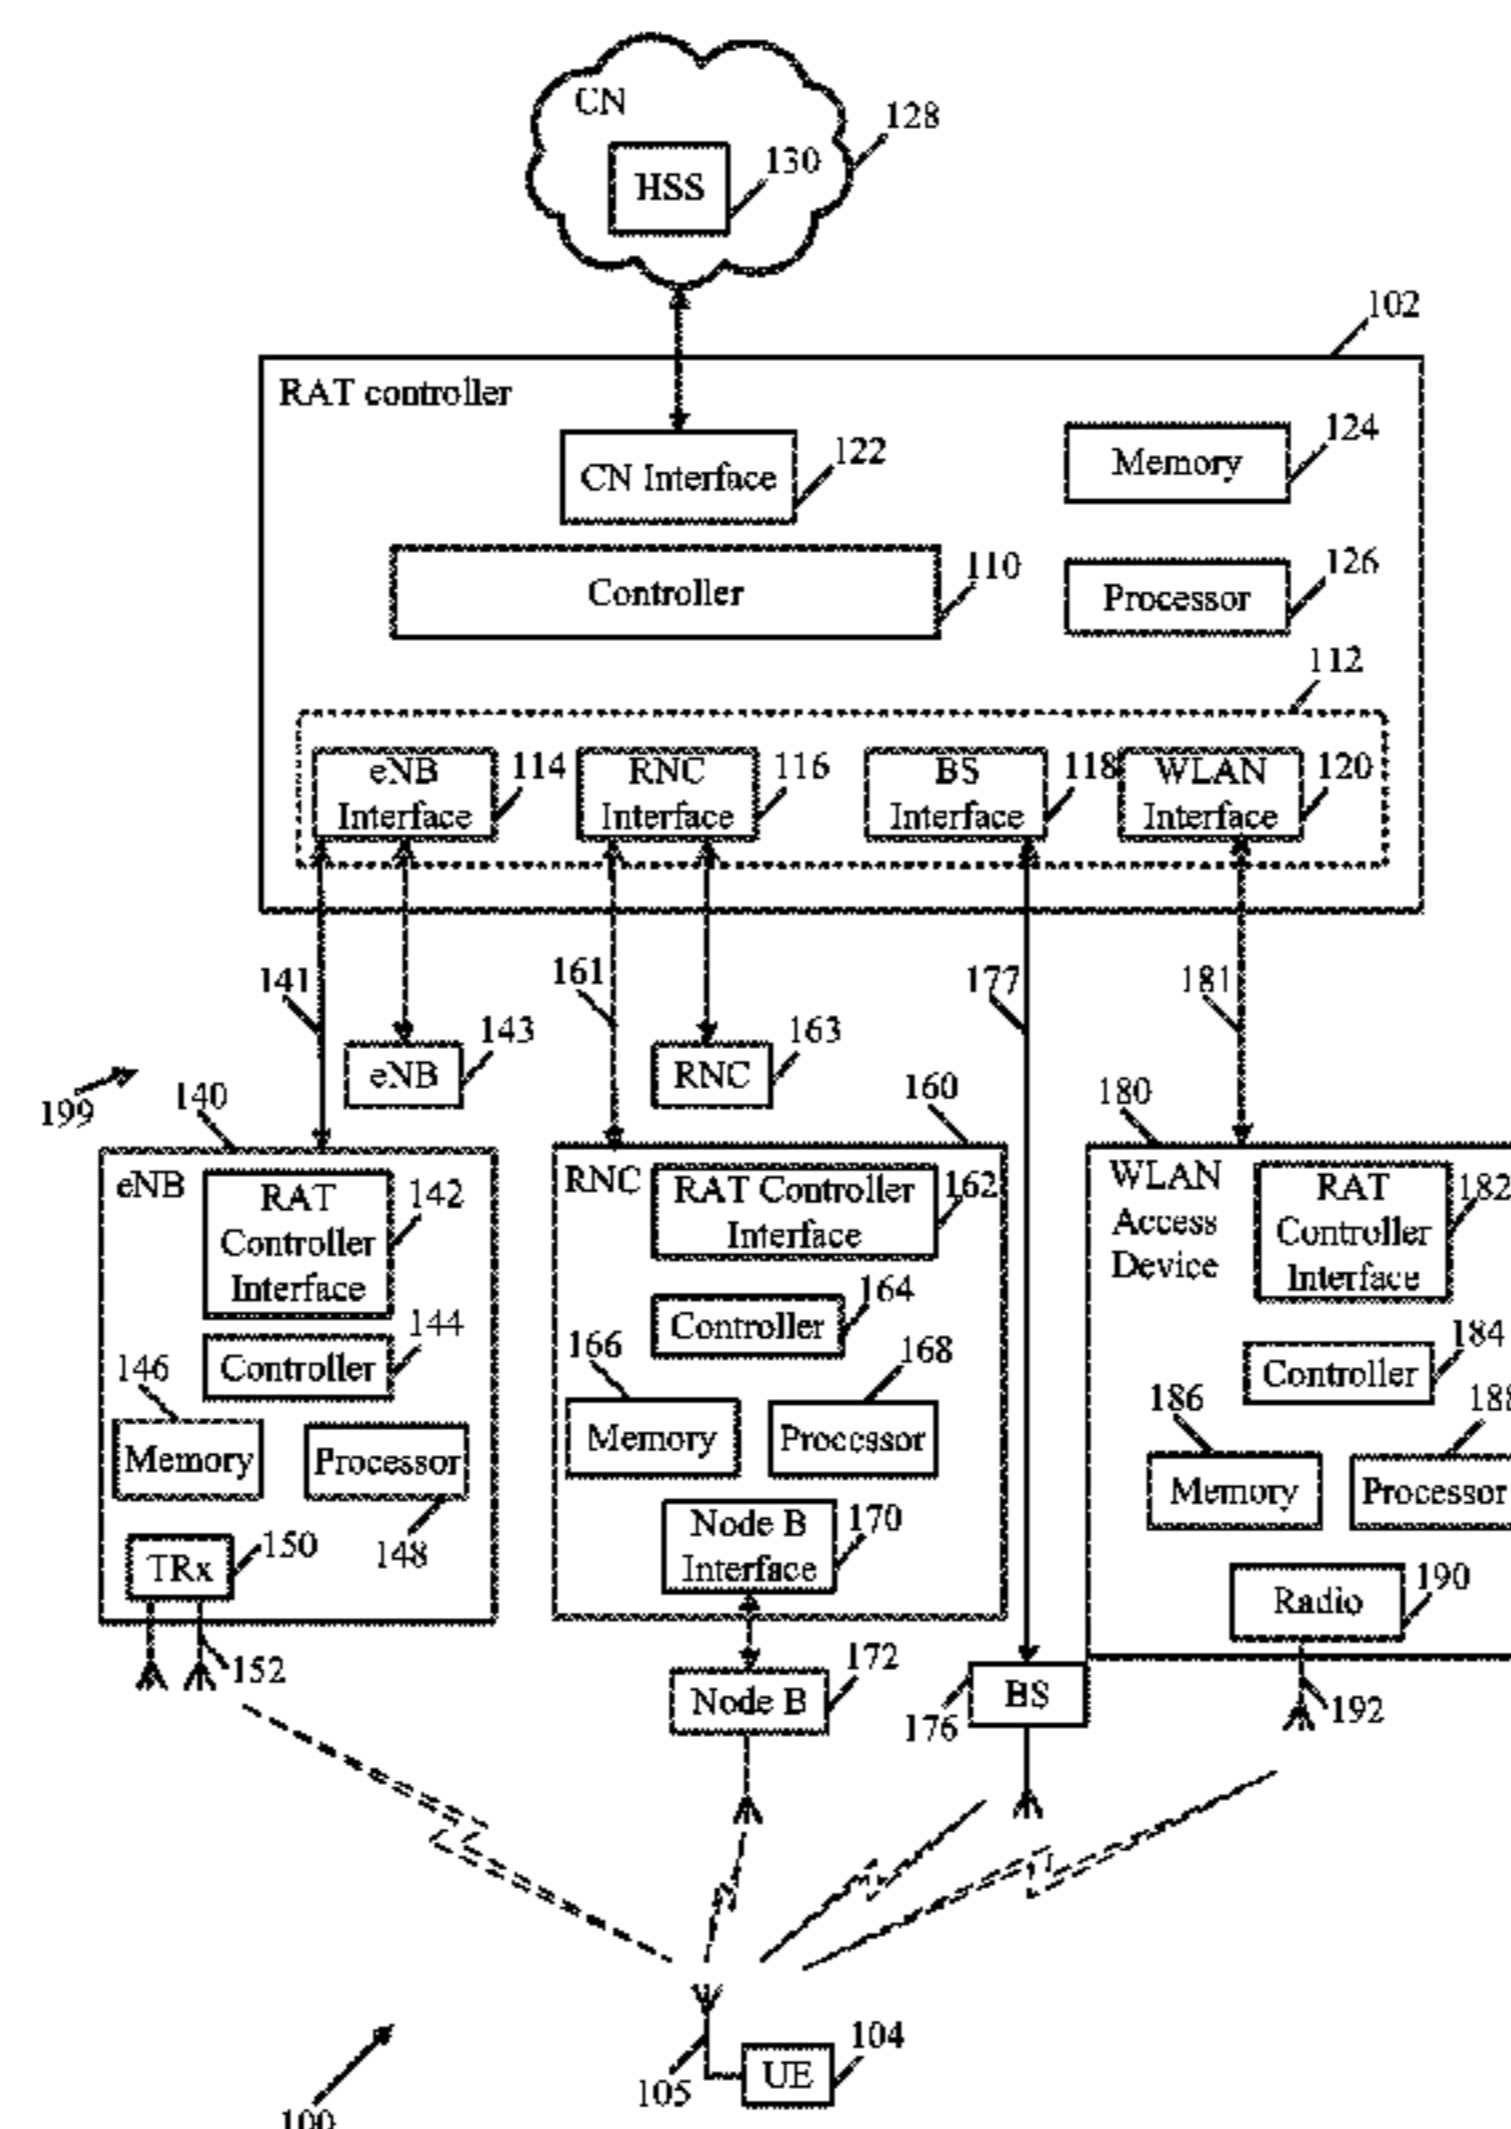 CN
128
HSS
130
102
RAT controller
CN Interface
122
Memory
124
Controller
110
Processor
126
112
eNB
Interface
114
RNC
Interface
116
BS
Interface
118
WLAN
Interface
120
141
161
177
181
eNB
143
RNC
163
199
140
160
180
eNB
RAT
Controller
Interface
142
Controller
144
146
Memory
Processor
148
TRx
150
152
RNC
RAT Controller
Interface
162
Controller
164
166
168
Memory
Processor
Node B
Interface
170
Node B
172
BS
176
WLAN
Access
Device
RAT
Controller
Interface
182
Controller
184
186
188
Memory
Processor
Radio
190
192
105
UE
104
100